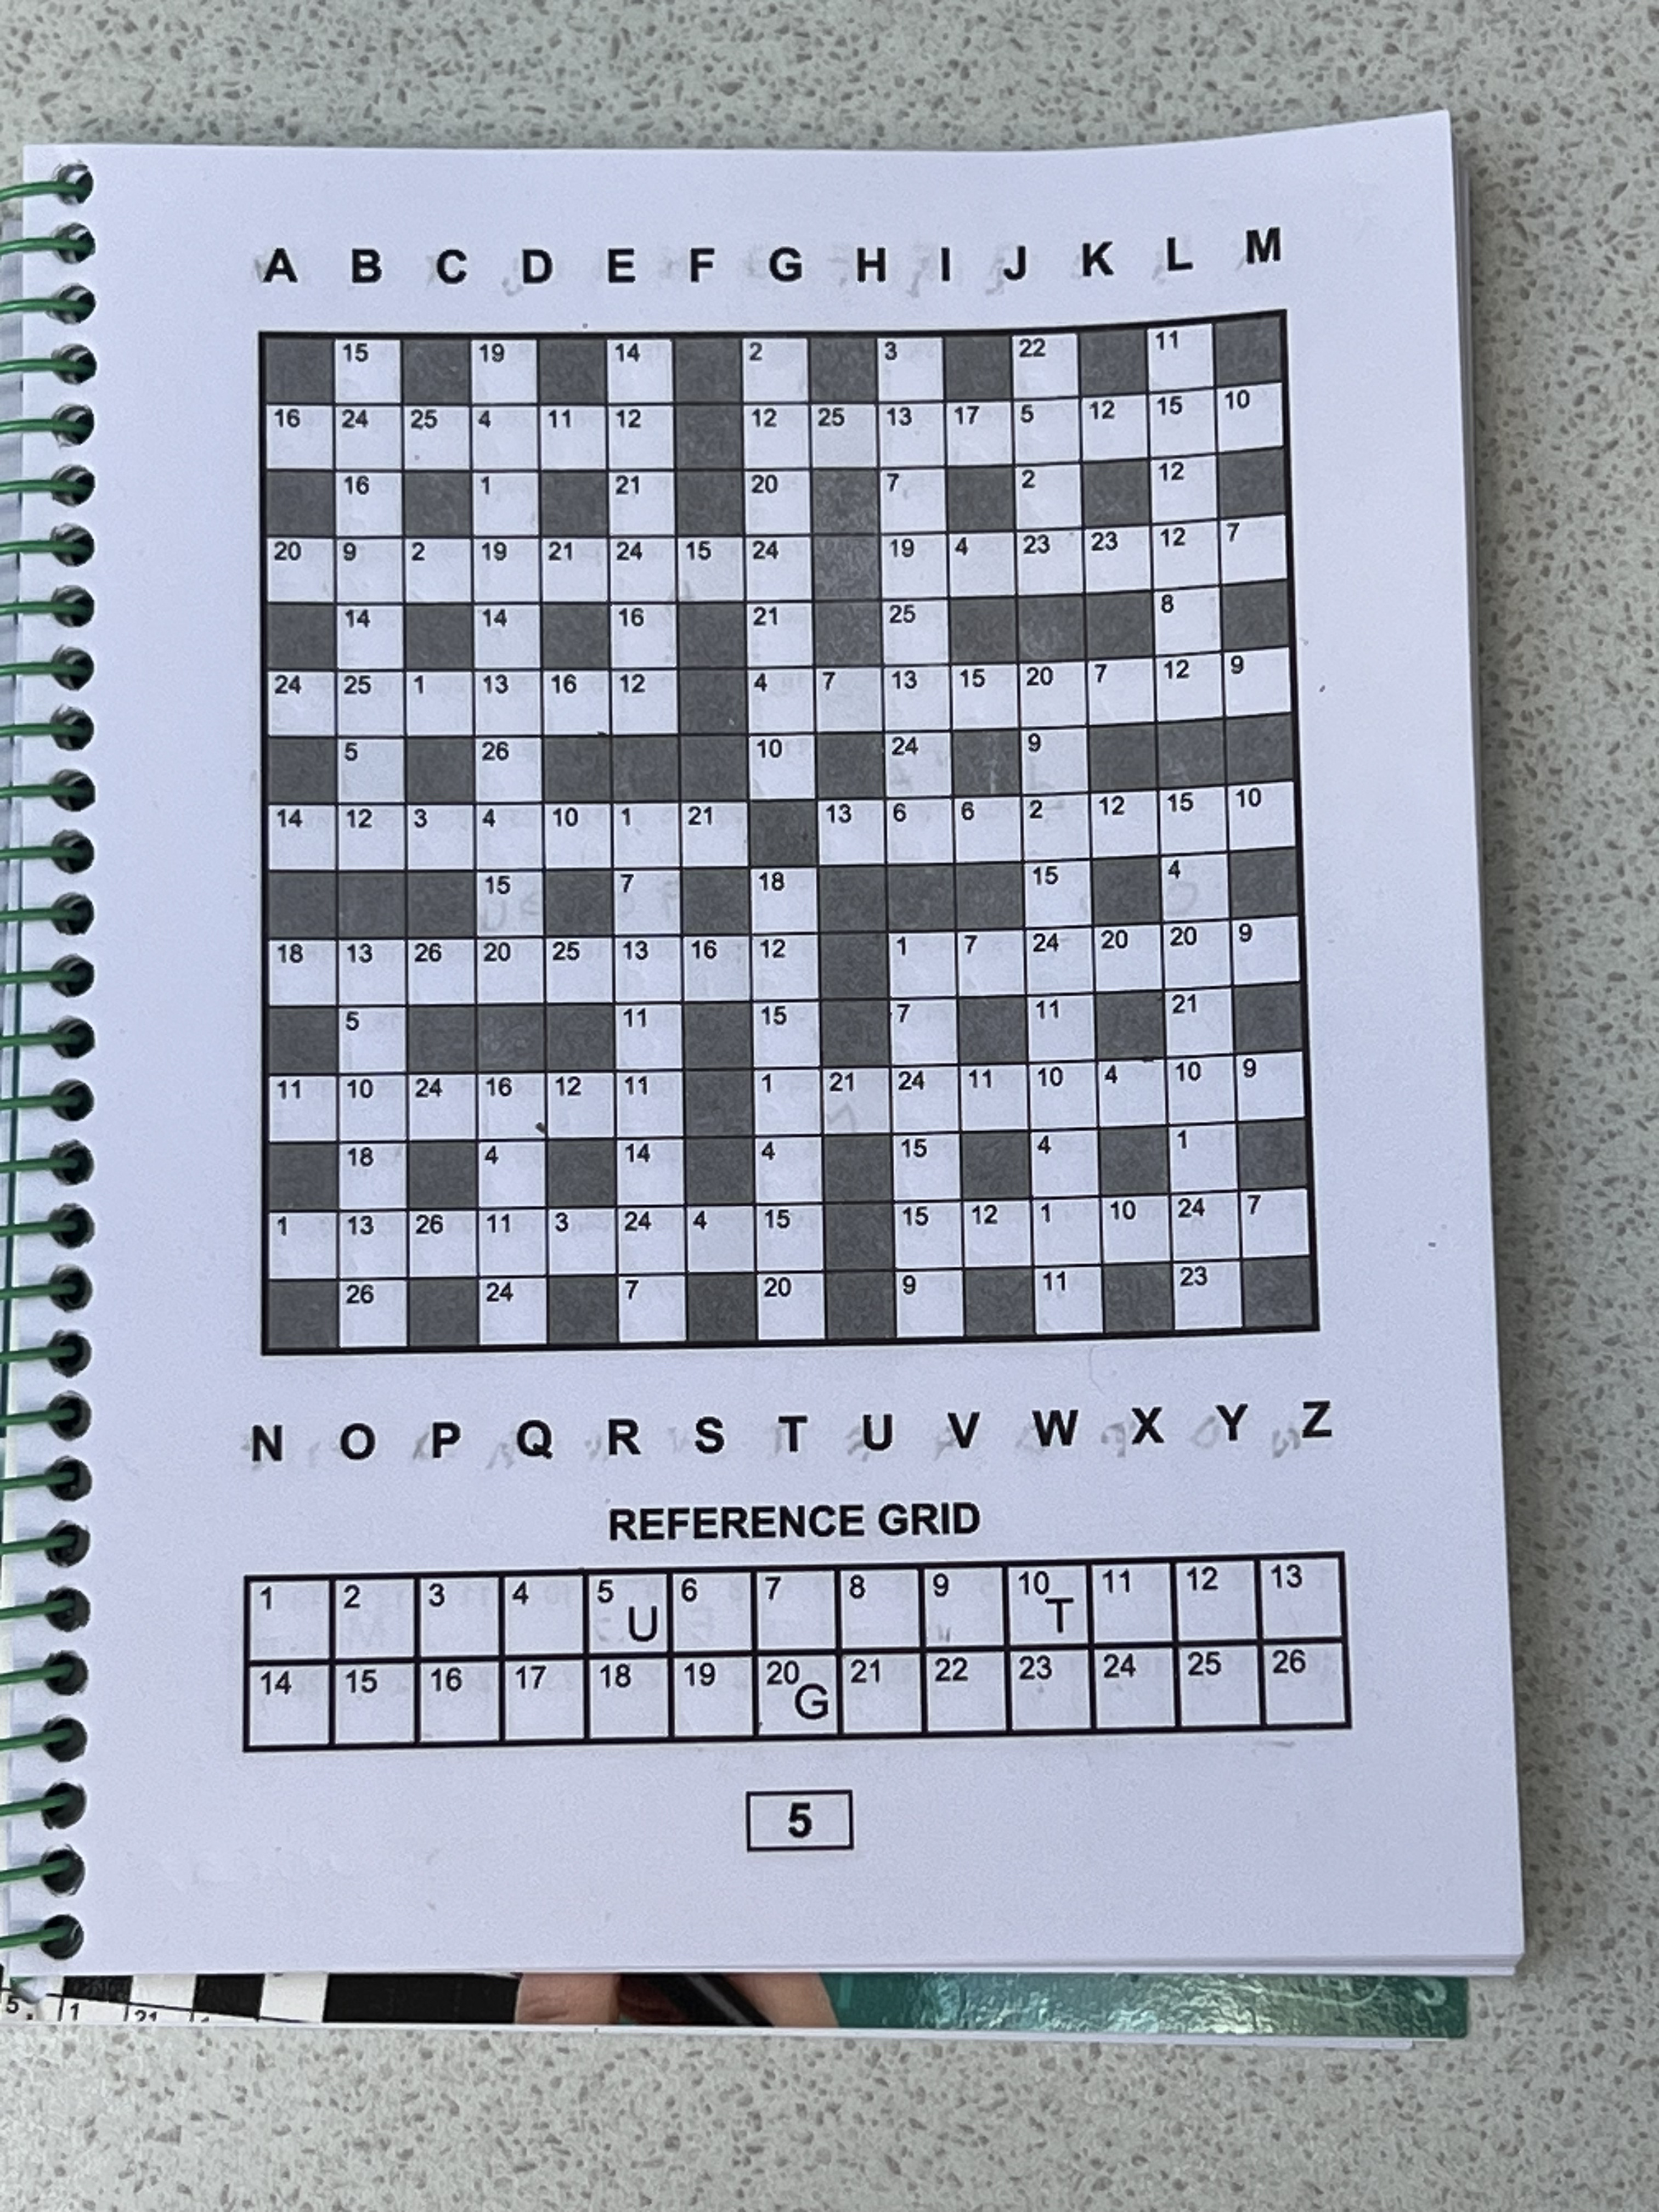 A B C D E F G H I J K L M
15 19 14 2 3 22 11
16 24 25 4 11 12 12 25 13 17 5 12 15 10
16 1 21 20 7 2 12
20 9 2 19 21 24 15 24 19 4 23 23 12 7
14 14 16 21 25 8
24 25 1 13 16 12 4 7 13 15 20 7 12 9
5 26 10 24 9
14 12 3 4 10 1 21 13 6 6 2 12 15 10
15 7 18 15 4
18 13 26 20 25 13 16 12 1 7 24 20 20 9
5 11 15 7 11 21
11 10 24 16 12 11 1 21 24 11 10 4 10 9
18 4 14 4 15 4 1
1 13 26 11 3 24 4 15 15 12 1 10 24 7
26 24 7 20 9 11 23
N O P Q R S T U V W X Y Z
REFERENCE GRID
1 2 3 4 5 U 6 7 8 9 10 T 11 12 13
14 15 16 17 18 19 20 G 21 22 23 24 25 26
5